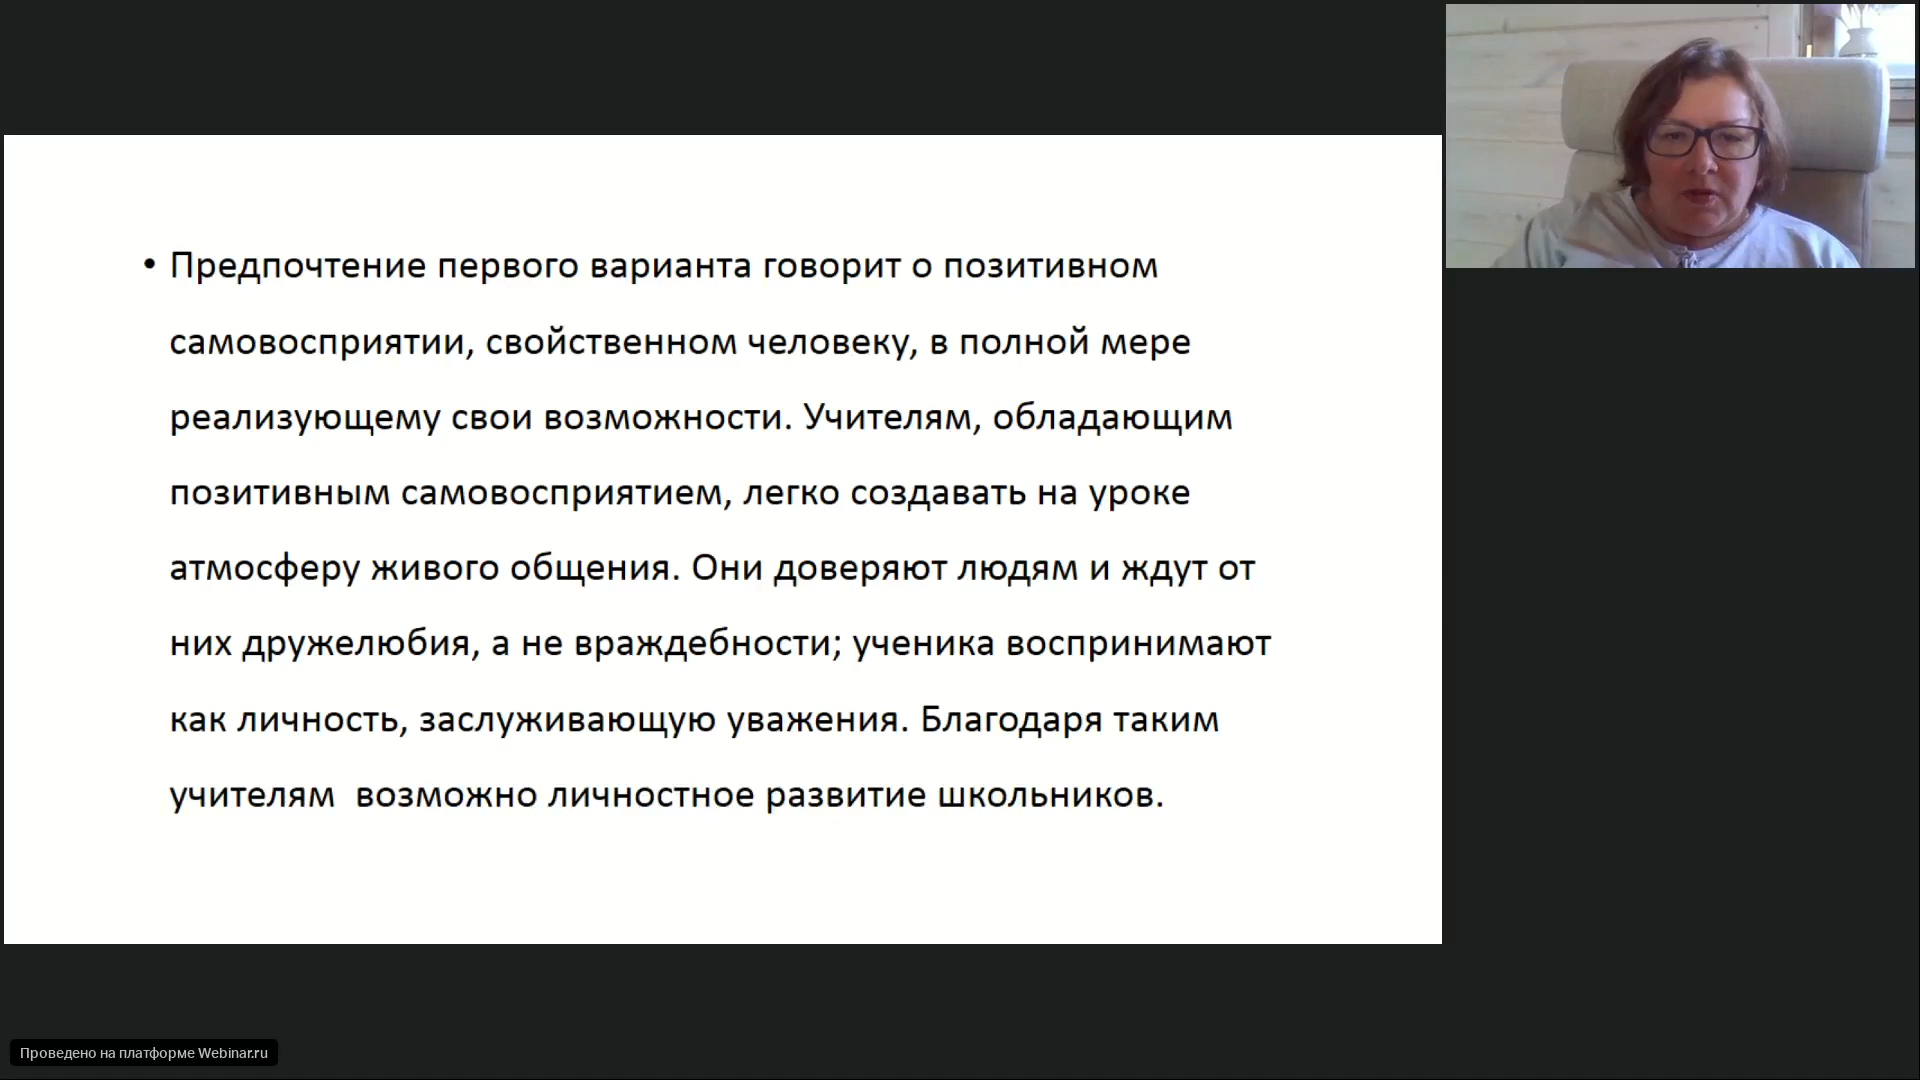 • Предпочтение первого варианта говорит о позитивном
самовосприятии, свойственном человеку, в полной мере
реализующему свои возможности. Учителям, обладающим
позитивным самовосприятием, легко создавать на уроке
атмосферу живого общения. Они доверяют людям и ждут от
них дружелюбия, а не враждебности; ученика воспринимают
как личность, заслуживающую уважения. Благодаря таким
учителям  возможно личностное развитие школьников.
Проведено на платформе Webinar.ru